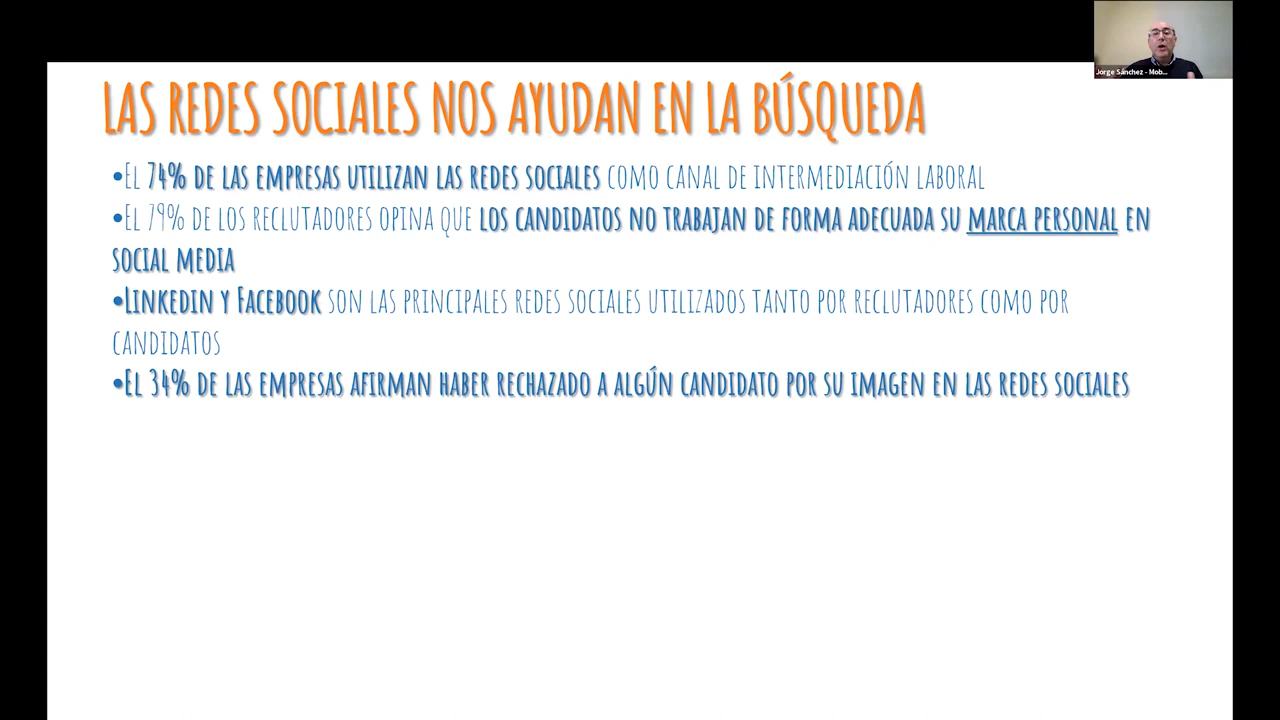 Jorge Sánchez - Mob...
LAS REDES SOCIALES NOS AYUDAN EN LA BÚSQUEDA
•El 74% DE LAS EMPRESAS UTILIZAN LAS REDES SOCIALES COMO CANAL DE INTERMEDIACIÓN LABORAL
•El 79% DE LOS RECLUTADORES OPINA QUE LOS CANDIDATOS NO TRABAJAN DE FORMA ADECUADA SU MARCA PERSONAL EN
SOCIAL MEDIA
•LINKEDIN Y FACEBOOK SON LAS PRINCIPALES REDES SOCIALES UTILIZADOS TANTO POR RECLUTADORES COMO POR
CANDIDATOS
•El 34% DE LAS EMPRESAS AFIRMAN HABER RECHAZADO A ALGÚN CANDIDATO POR SU IMAGEN EN LAS REDES SOCIALES